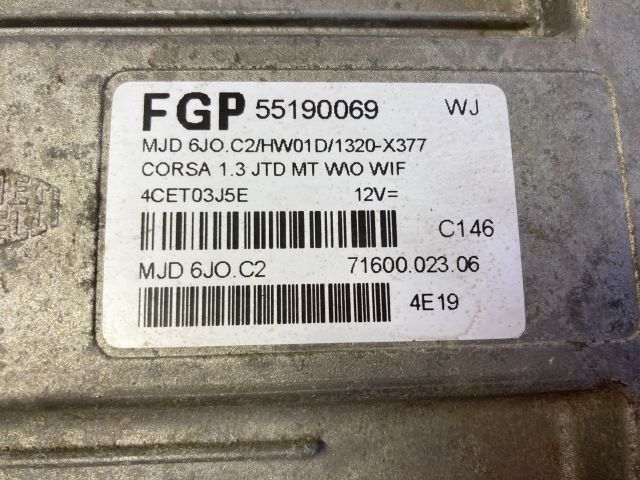 FGP 55190069 WJ
MJD 6JO.C2/HW01D/1320-X377
CORSA 1.3 JTD MT W\O WIF
4CET03J5E 12V=
C146
MJD 6JO.C2 71600.023.06
4E19